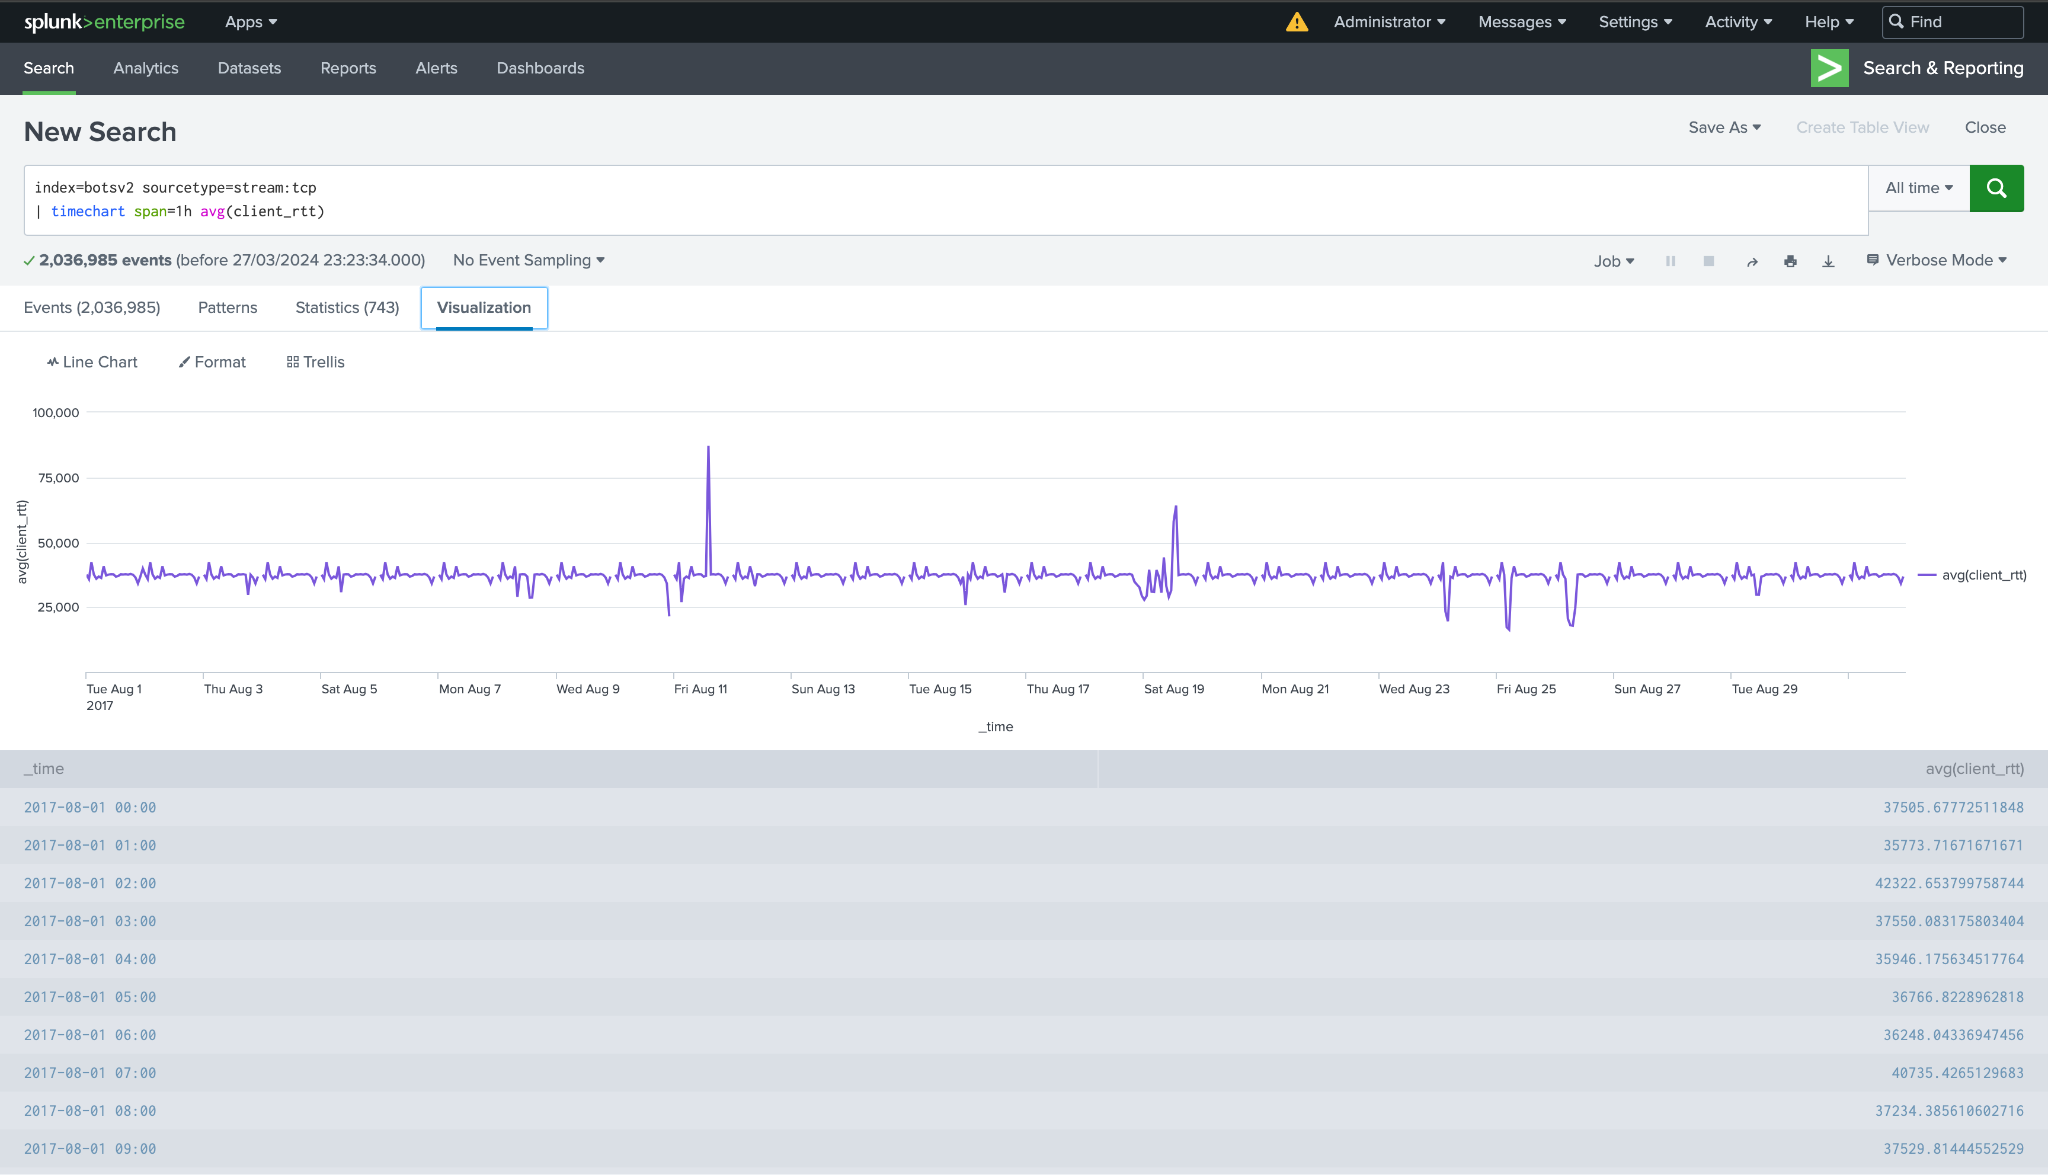 splunk>enterprise Apps Administrator Messages Settings Activity Help Find
Search Analytics Datasets Reports Alerts Dashboards Search & Reporting
New Search Save As Create Table View Close
index=botsv2 sourcetype=stream:tcp
| timechart span=1h avg(client_rtt)
All time
2,036,985 events (before 27/03/2024 23:23:34.000) No Event Sampling Job Verbose Mode
Events (2,036,985) Patterns Statistics (743) Visualization
Line Chart Format Trellis
100,000
75,000
50,000
25,000
avg(client_rtt)
avg(client_rtt)
Tue Aug 1 Thu Aug 3 Sat Aug 5 Mon Aug 7 Wed Aug 9 Fri Aug 11 Sun Aug 13 Tue Aug 15 Thu Aug 17 Sat Aug 19 Mon Aug 21 Wed Aug 23 Fri Aug 25 Sun Aug 27 Tue Aug 29
2017
_time
_time avg(client_rtt)
2017-08-01 00:00 37505.67772511848
2017-08-01 01:00 35773.71671671671
2017-08-01 02:00 42322.653799758744
2017-08-01 03:00 37550.083175803404
2017-08-01 04:00 35946.175634517764
2017-08-01 05:00 36766.8228962818
2017-08-01 06:00 36248.04336947456
2017-08-01 07:00 40735.4265129683
2017-08-01 08:00 37234.385610602716
2017-08-01 09:00 37529.81444552529